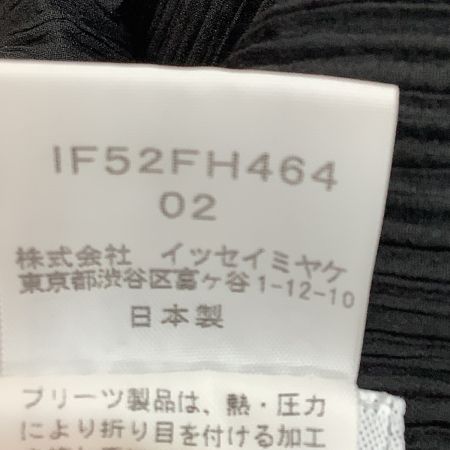 IF52FH464
02
株式会社 イッセイミヤケ
東京都渋谷区富ヶ谷1-12-10
日本製
プリーツ製品は、熱・圧力
により折り目を付ける加工